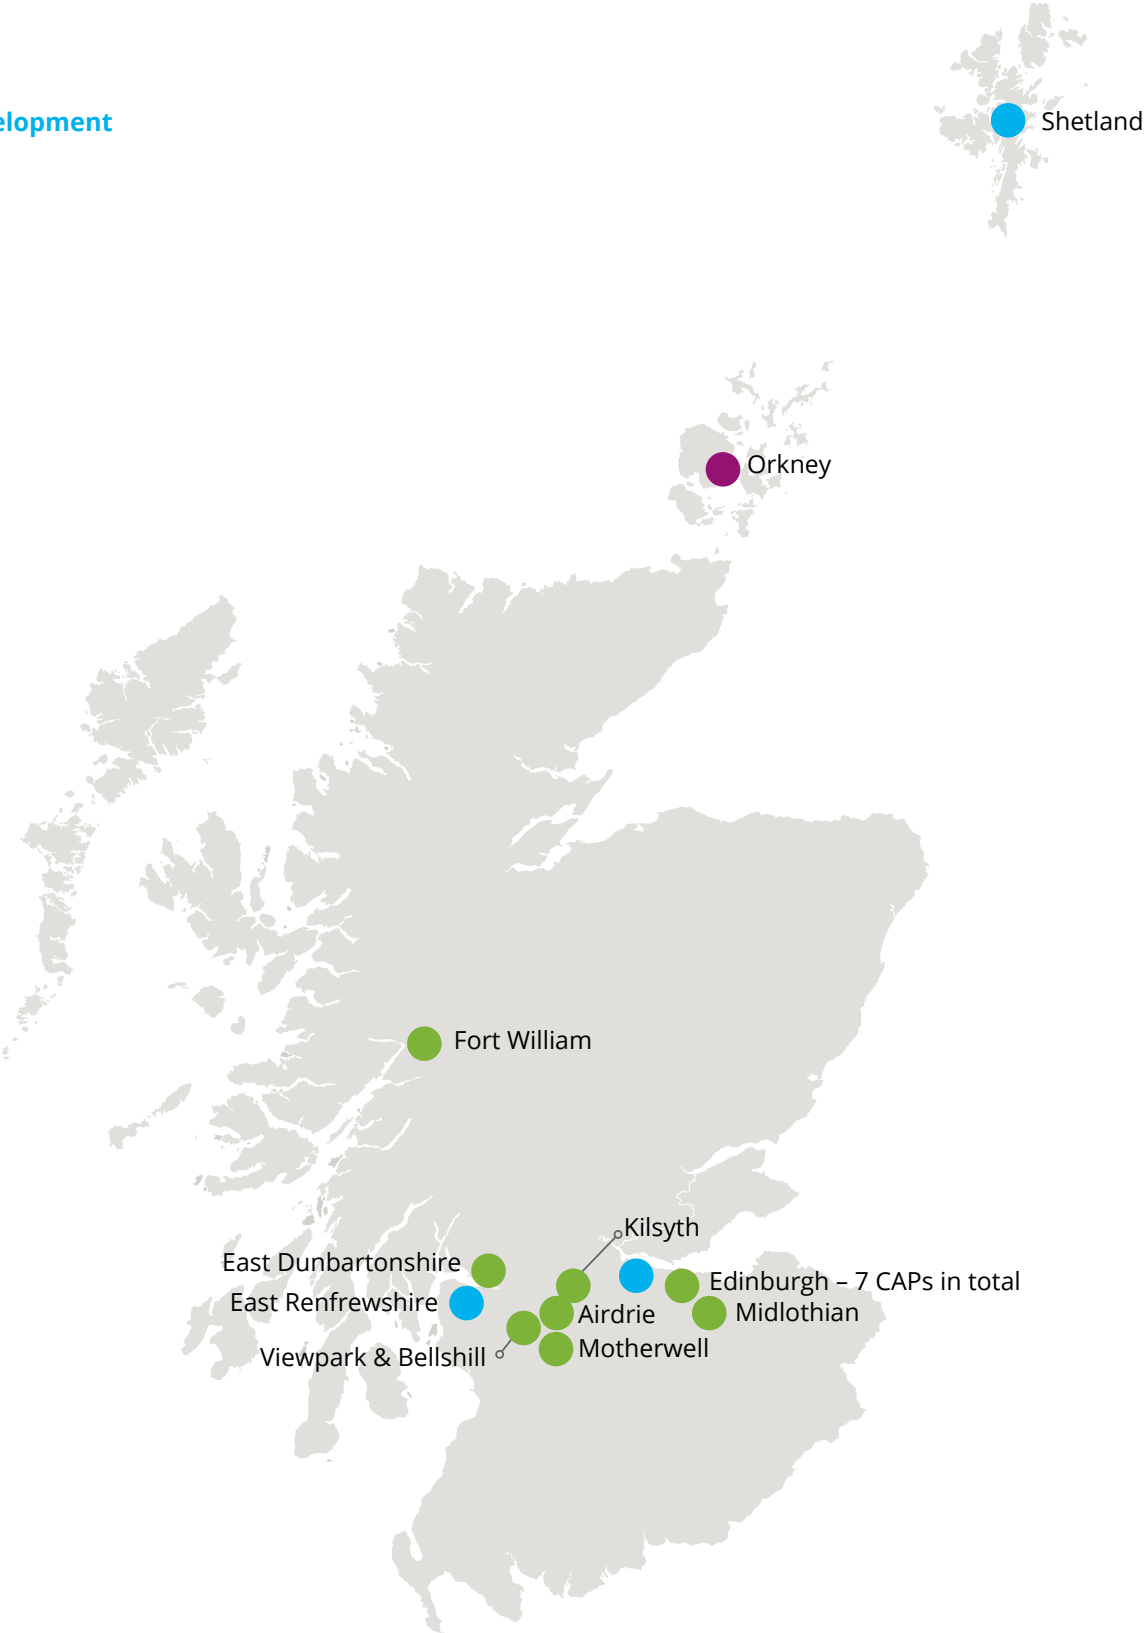 elopment
Shetland
Orkney
Fort William
Kilsyth
East Dunbartonshire
Edinburgh – 7 CAPs in total
East Renfrewshire
Airdrie
Midlothian
Motherwell
Viewpark & Bellshill